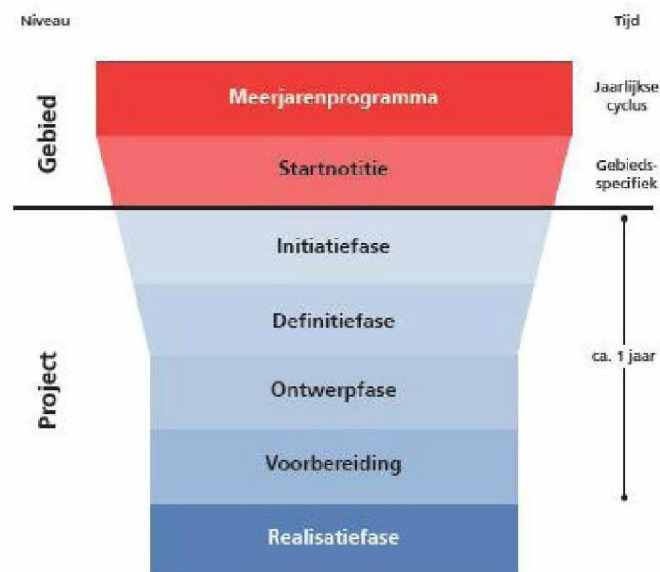 Niveau
Tijd
Meerjarenprogramma
Jaarlijkse
cyclus
Gebied
Startnotitie
Gebieds-
specifiek
Initiatiefase
Definitiefase
ca. 1 jaar
Project
Ontwerpfase
Voorbereiding
Realisatiefase